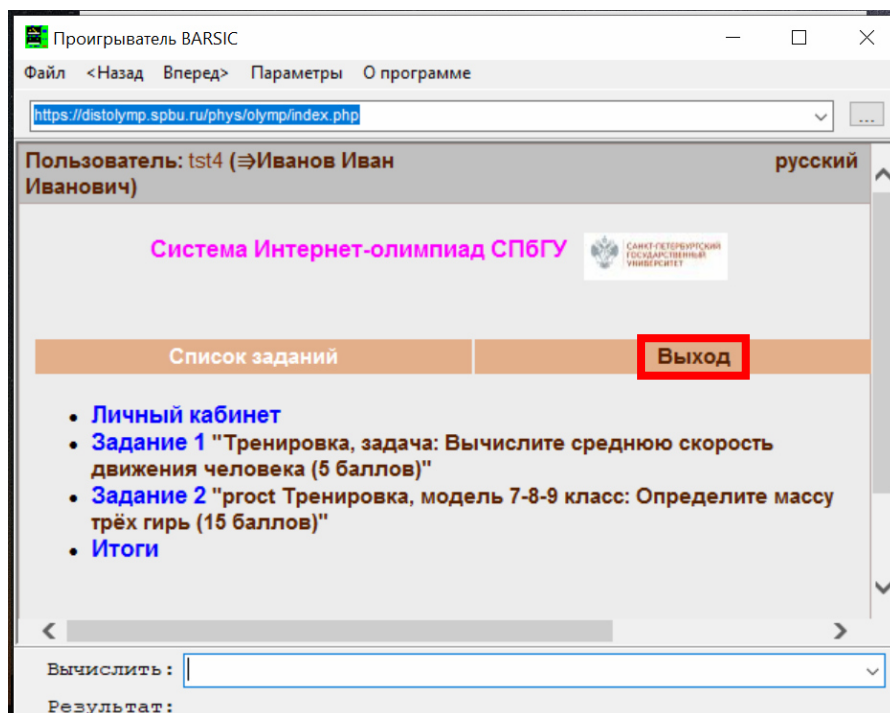 Проигрыватель BARSIC
Файл <Назад Вперед> Параметры О программе
https://distolymp.spbu.ru/phys/olymp/index.php
...
Пользователь: tst4 (⇛Иванов Иван
Иванович)
русский
Система Интернет-олимпиад СПбГУ
САНКТ-ПЕТЕРБУРГСКИЙ
ГОСУДАРСТВЕННЫЙ
УНИВЕРСИТЕТ
Список заданий
Выход
• Личный кабинет
• Задание 1 "Тренировка, задача: Вычислите среднюю скорость
движения человека (5 баллов)"
• Задание 2 "proct Тренировка, модель 7-8-9 класс: Определите массу
трёх гирь (15 баллов)"
• Итоги
Вычислить:
Результат: